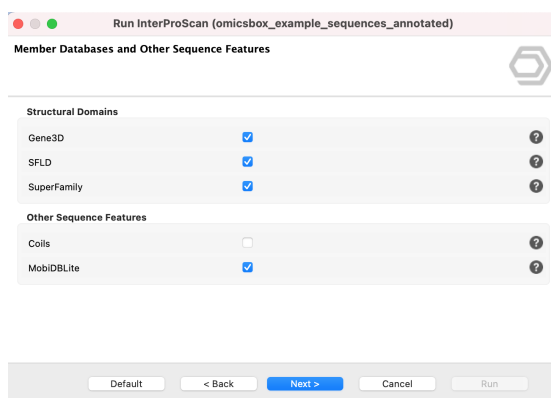 Run InterProScan (omicsbox_example_sequences_annotated)
Member Databases and Other Sequence Features
Structural Domains
Gene3D ?
SFLD ?
SuperFamily ?
Other Sequence Features
Coils ?
MobiDBLite ?
Default < Back Next > Cancel Run